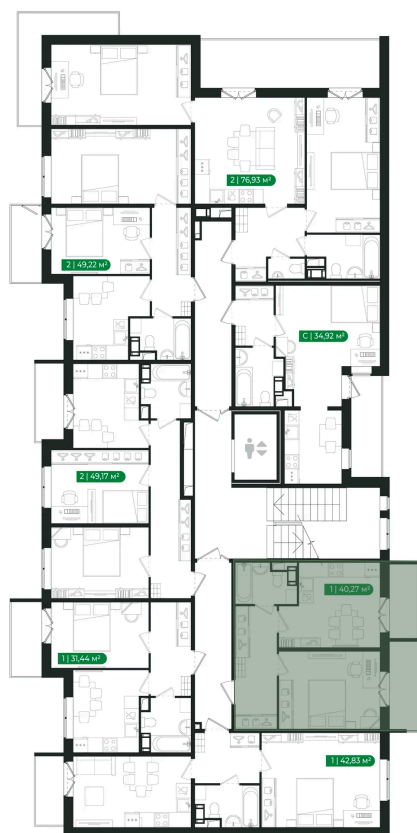 2 | 76,93 м²
2 | 49,22 м²
С | 34,92 м²
2 | 49,17 м²
1 | 40,27 м²
1 | 31,44 м²
1 | 42,83 м²